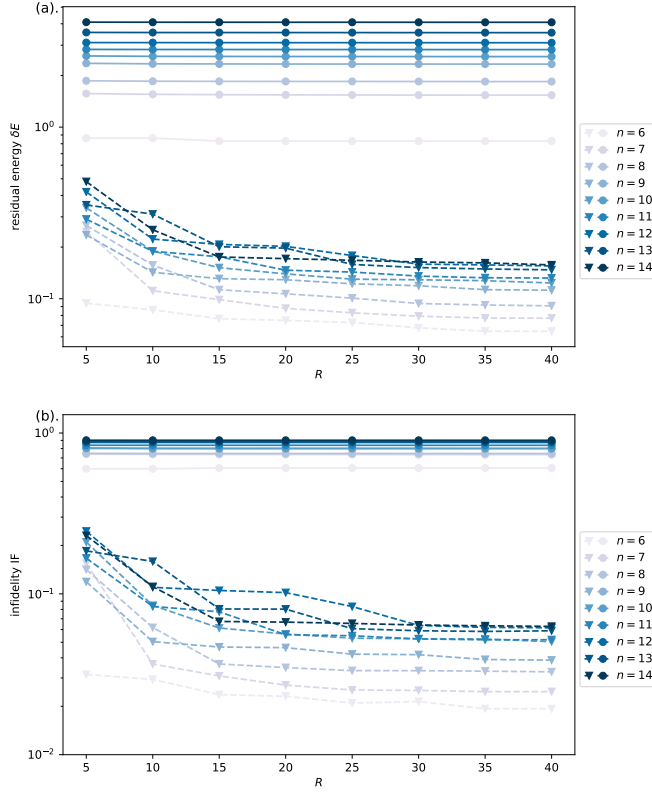 (a).
10^0
10^{-1}
residual energy δE
5 10 15 20 25 30 35 40
R
n = 6
n = 7
n = 8
n = 9
n = 10
n = 11
n = 12
n = 13
n = 14
(b).
10^0
10^{-1}
10^{-2}
infidelity IF
5 10 15 20 25 30 35 40
R
n = 6
n = 7
n = 8
n = 9
n = 10
n = 11
n = 12
n = 13
n = 14